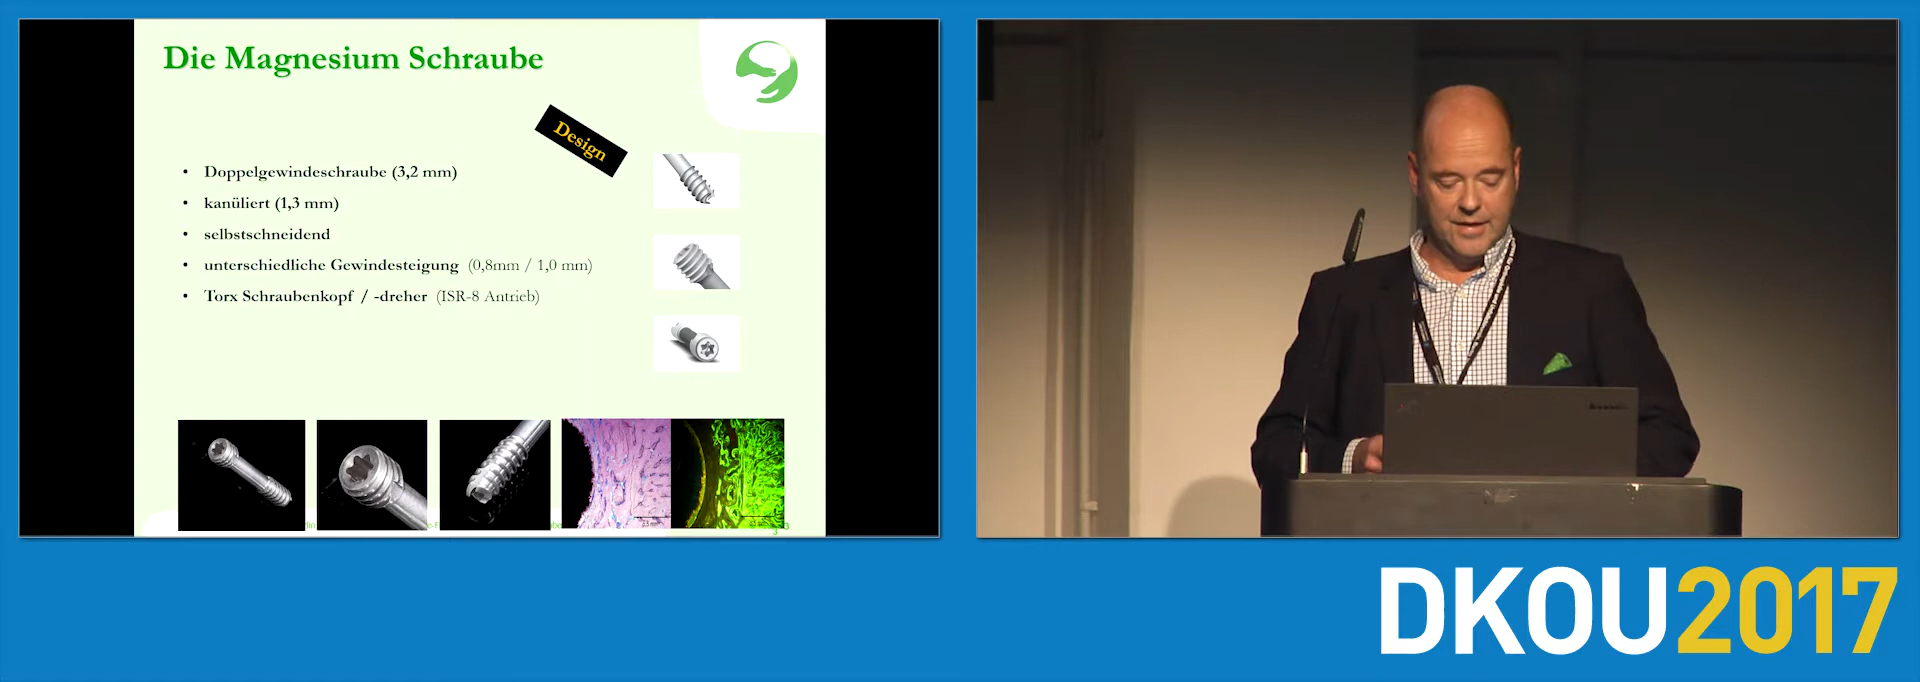 Die Magnesium Schraube
Design
• Doppelgewindeschraube (3,2 mm)
• kanüliert (1,3 mm)
• selbstschneidend
• unterschiedliche Gewindesteigung (0,8mm / 1,0 mm)
• Torx Schraubenkopf / -dreher (ISR-8 Antrieb)
DKOU2017